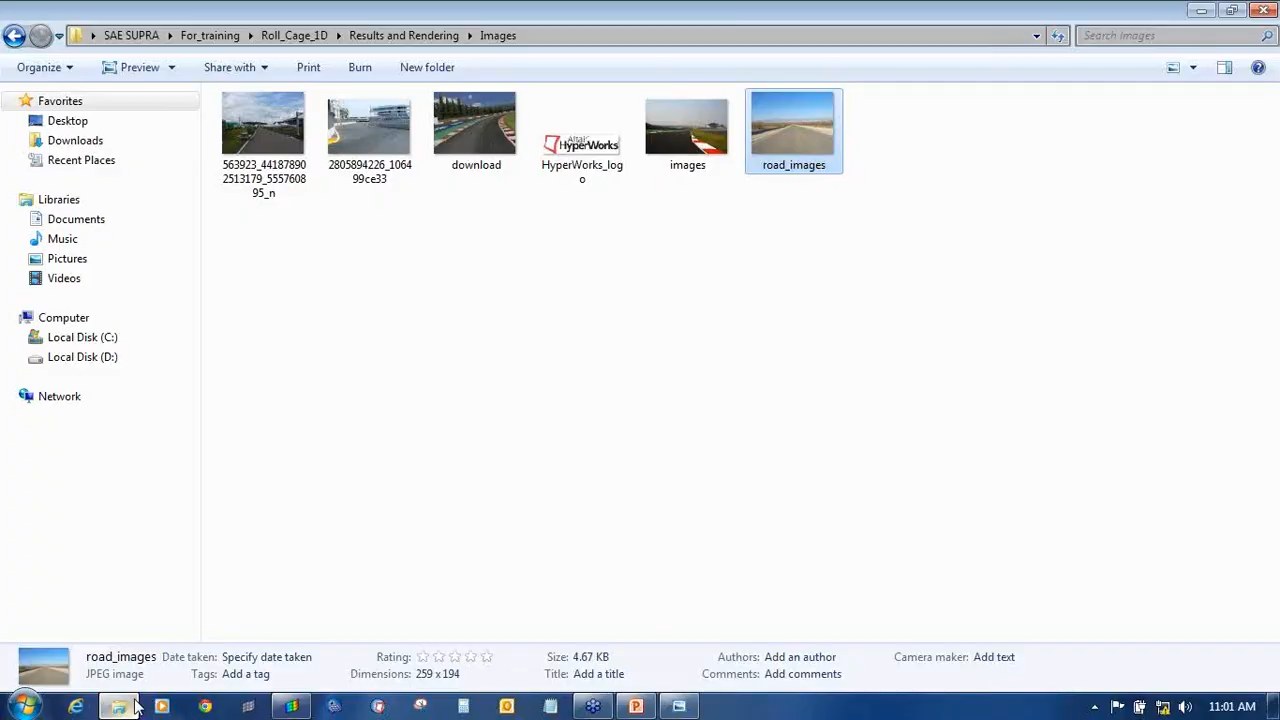 SAE SUPRA For_training Roll_Cage_1D Results and Rendering Images Search Images
Organize Preview Share with Print Burn New folder
Favorites
Desktop
Downloads
Recent Places
Libraries
Documents
Music
Pictures
Videos
Computer
Local Disk (C:)
Local Disk (D:)
Network
563923_44187890
2513179_5557608
95_n
2805894226_1064
99ce33
download
Altair
HyperWorks
HyperWorks_log
o
images
road_images
road_images Date taken: Specify date taken Rating: Size: 4.67 KB Authors: Add an author Camera maker: Add text
JPEG image Tags: Add a tag Dimensions: 259 x 194 Title: Add a title Comments: Add comments
11:01 AM